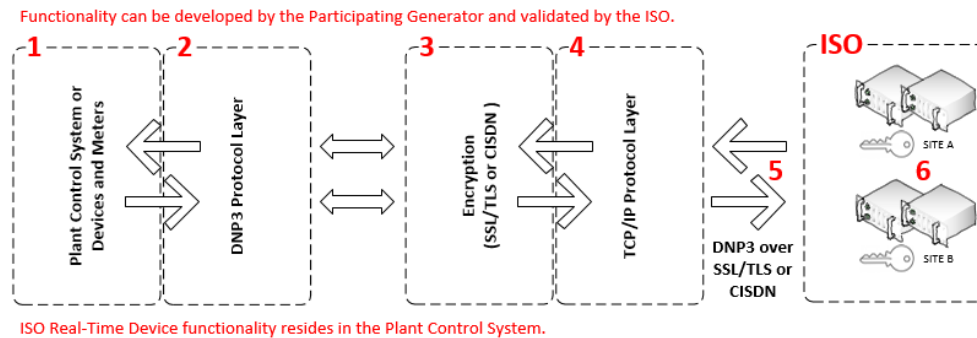 Functionality can be developed by the Participating Generator and validated by the ISO.
1
2
3
4
ISO
Plant Control System or
Devices and Meters
DNP3 Protocol Layer
Encryption
(SSL/TLS or CISDN )
TCP/IP Protocol Layer
5
DNP3 over
SSL/TLS or
CISDN
SITE A
6
SITE B
ISO Real-Time Device functionality resides in the Plant Control System.